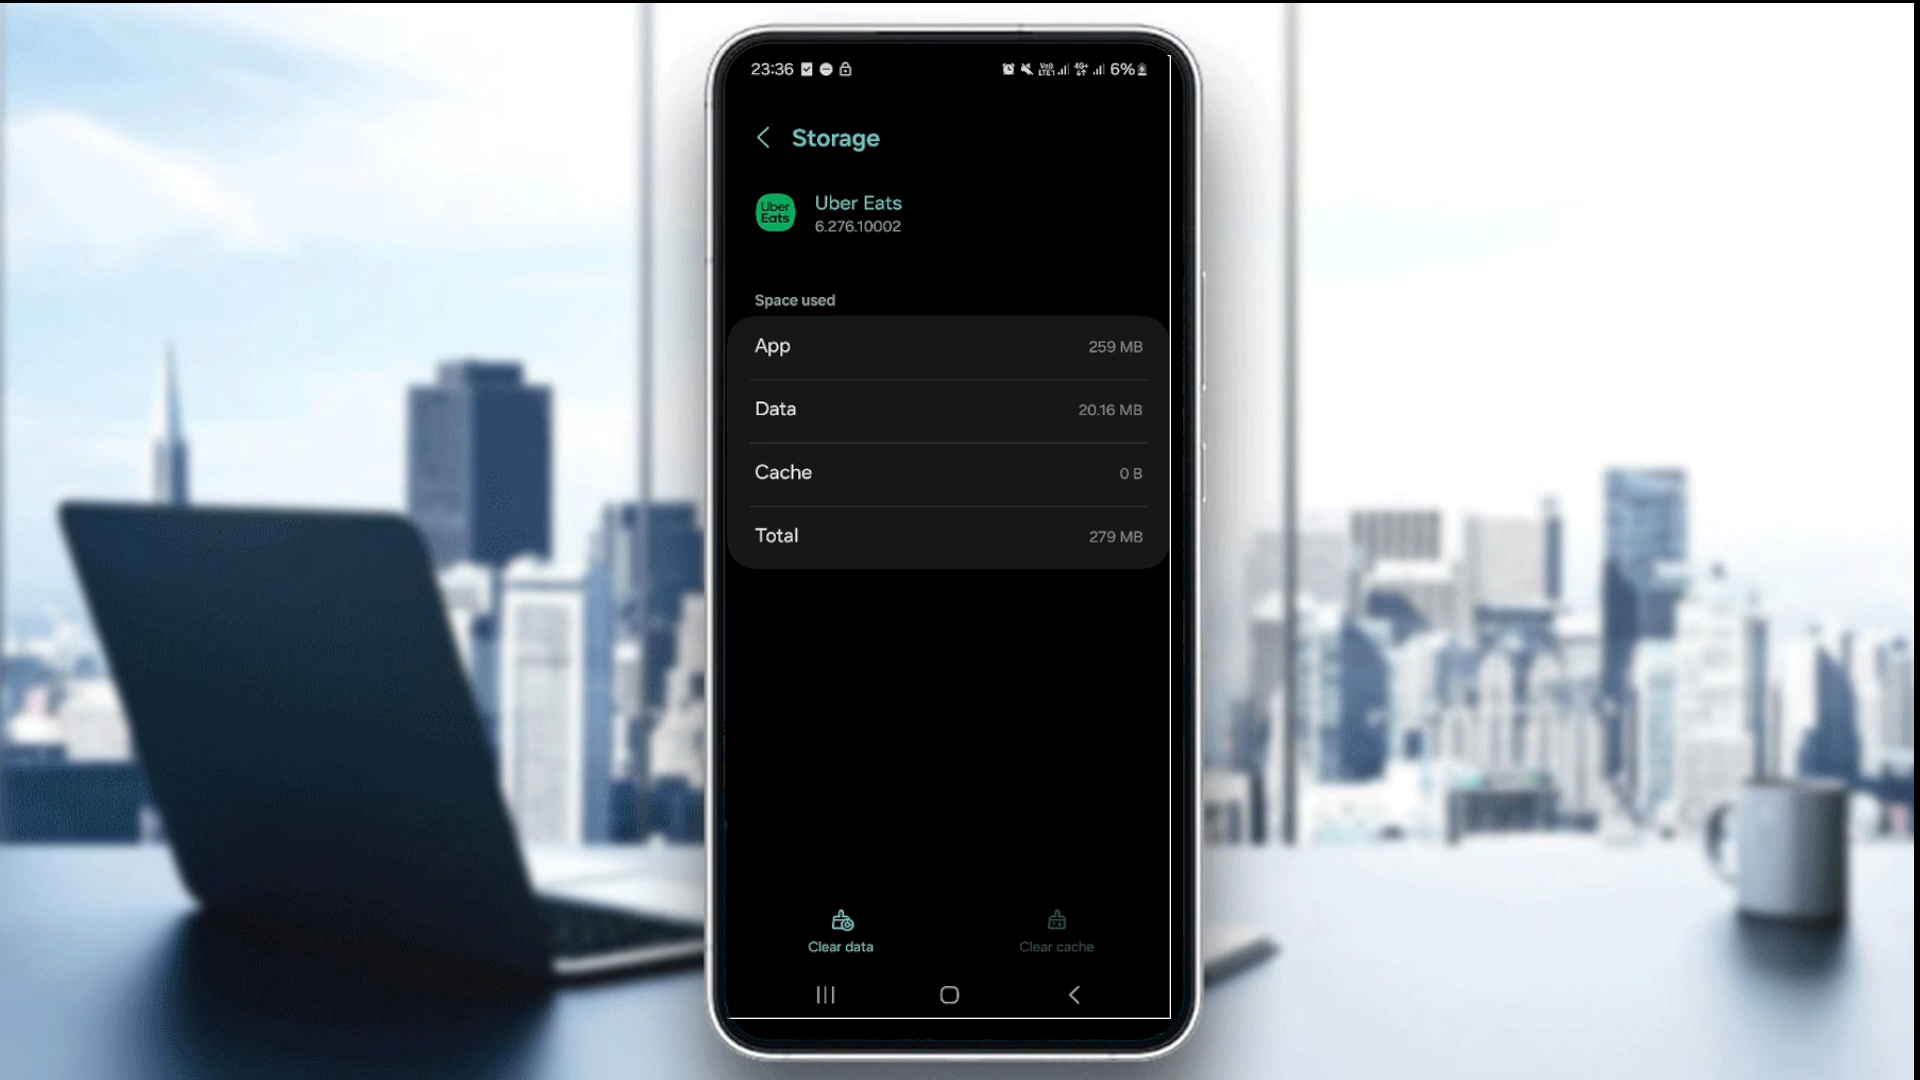 23:36 6%
Storage
Uber Eats
Uber Eats
6.276.10002
Space used
App 259 MB
Data 20.16 MB
Cache 0 B
Total 279 MB
Clear data Clear cache